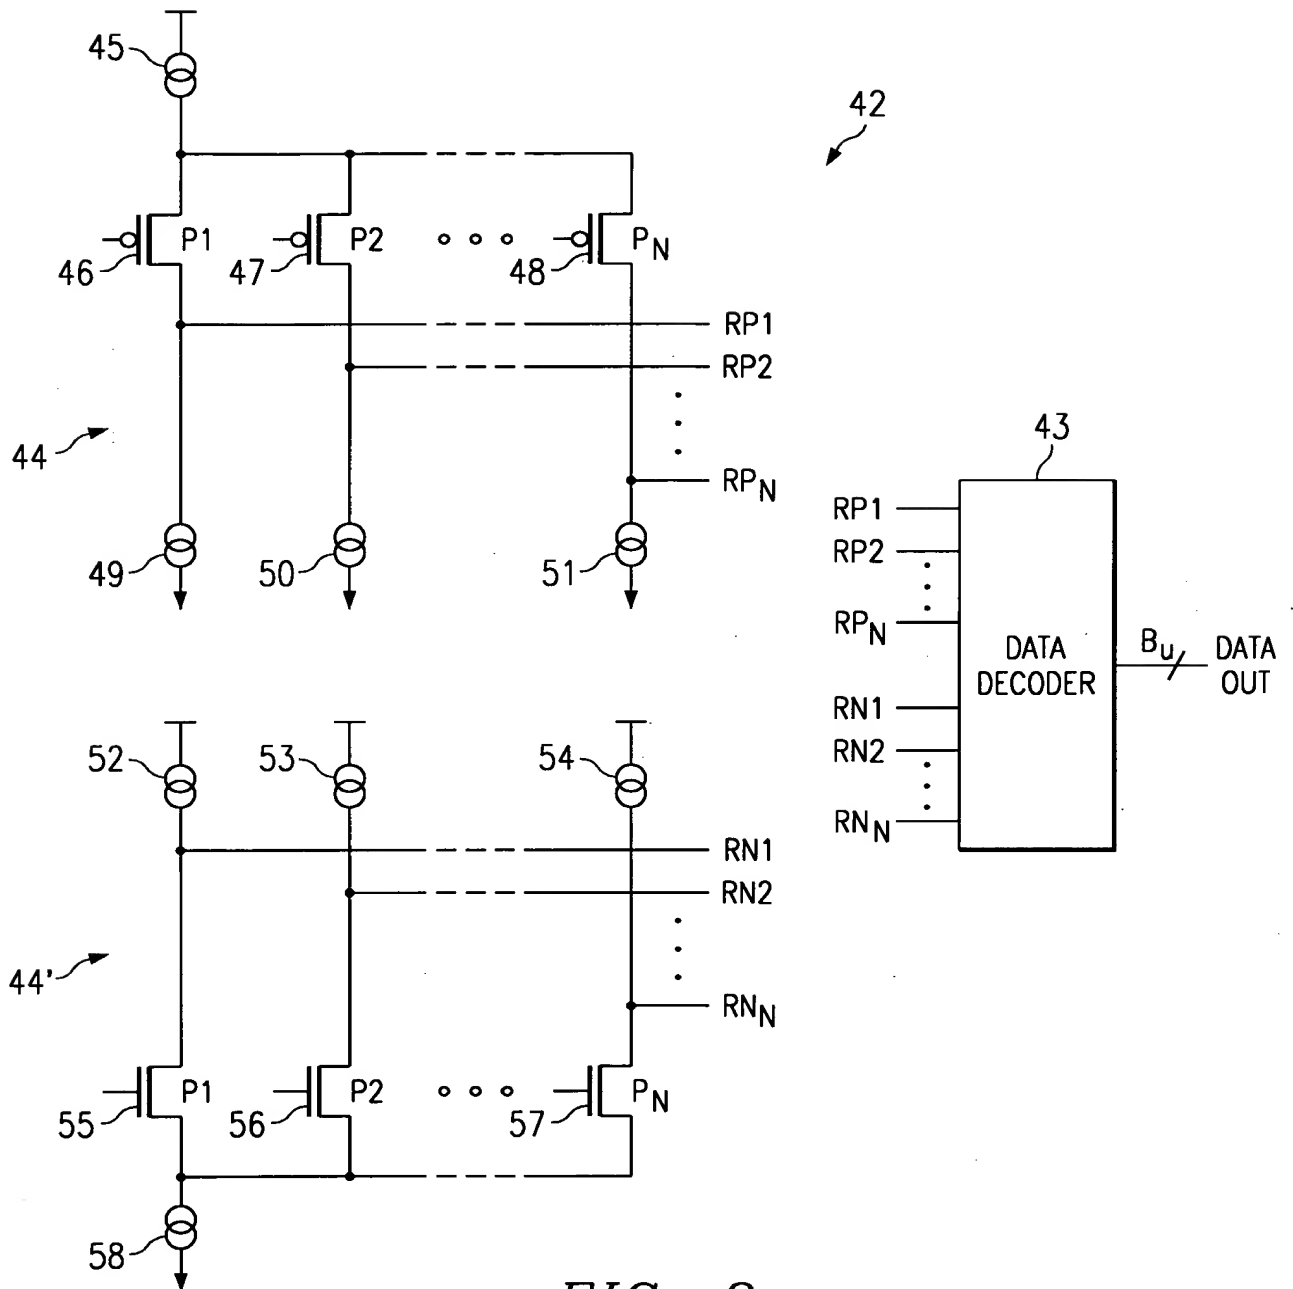 45
42
P1
P2
PN
46
47
48
RP1
RP2
44
RPN
49
50
51
43
RP1
RP2
RPN
DATA
DECODER
Bu
DATA
OUT
RN1
RN2
RNN
52
53
54
RN1
RN2
44'
RNN
P1
P2
PN
55
56
57
58